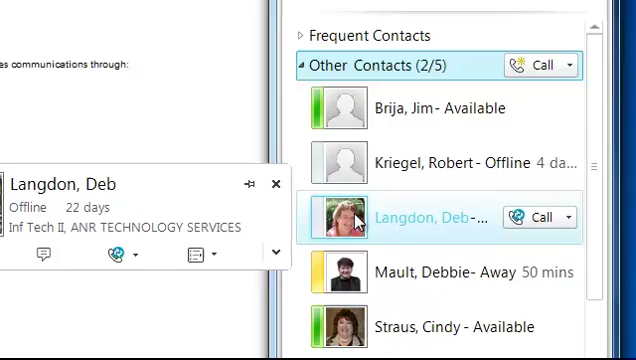 Frequent Contacts
Other Contacts (2/5) Call
es communications through:
Brija, Jim - Available
Kriegel, Robert - Offline 4 da...
Langdon, Deb
Offline 22 days
Inf Tech II, ANR TECHNOLOGY SERVICES
Langdon, Deb -... Call
Mault, Debbie - Away 50 mins
Straus, Cindy - Available